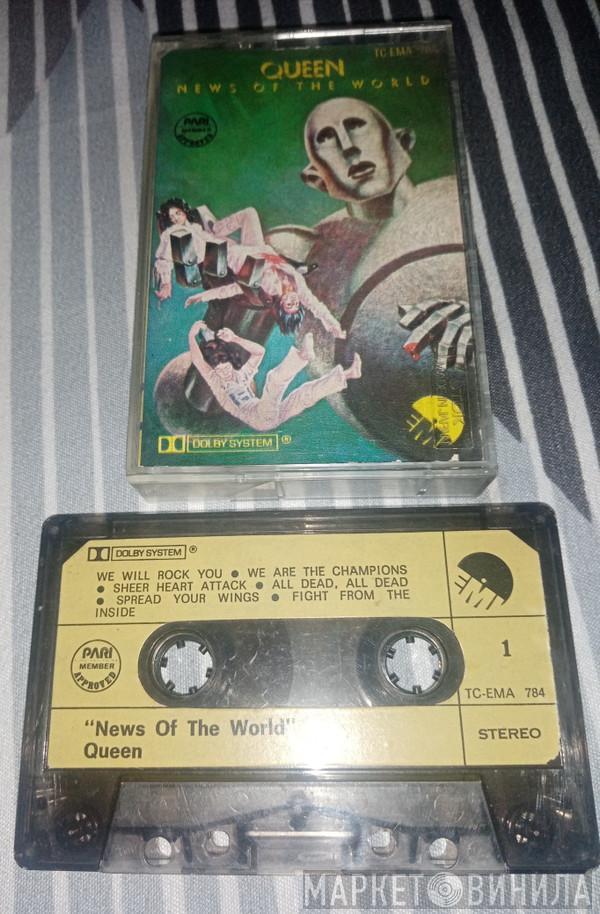 TC-EMA 784
QUEEN
NEWS OF THE WORLD
PARI
MEMBER
APPROVED
EMI
DOLBY SYSTEM ®
DOLBY SYSTEM ®
WE WILL ROCK YOU ● WE ARE THE CHAMPIONS
● SHEER HEART ATTACK ● ALL DEAD, ALL DEAD
● SPREAD YOUR WINGS ● FIGHT FROM THE
INSIDE
EMI
PARI
MEMBER
APPROVED
1
TC-EMA 784
"News Of The World"
Queen
STEREO
МАРКЕТ ВИНИЛА